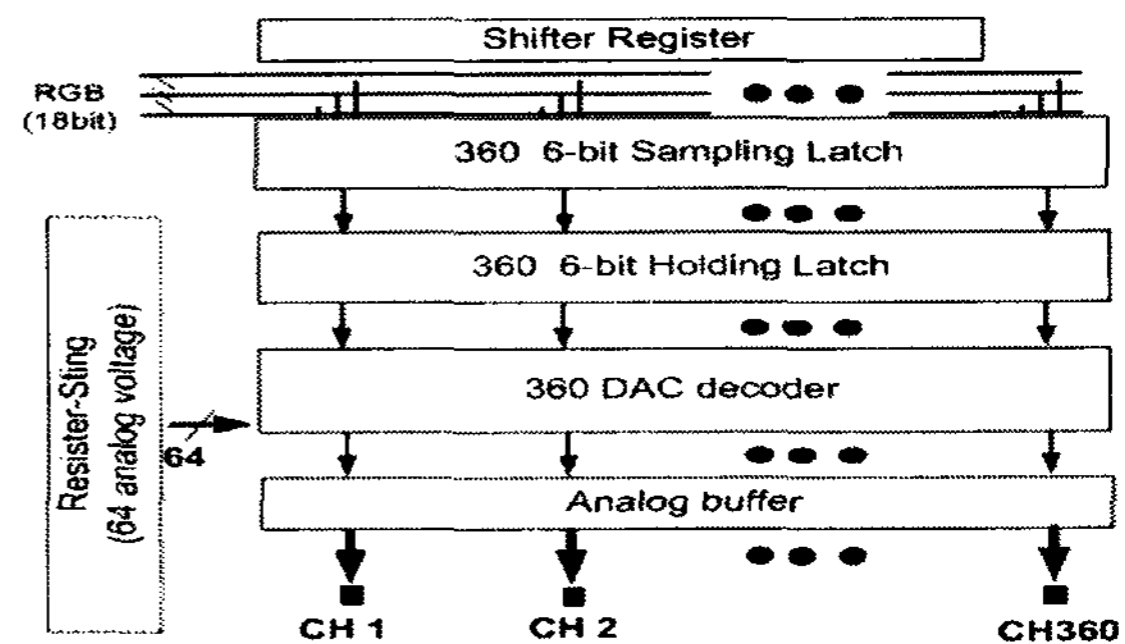 Shifter Register
RGB
(18bit)
360 6-bit Sampling Latch
360 6-bit Holding Latch
Resister-Sting
(64 analog voltage)
64
360 DAC decoder
Analog buffer
CH 1
CH 2
CH360